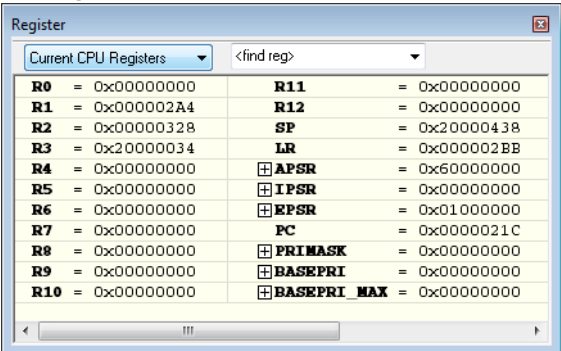 Register
Current CPU Registers <find reg>
R0 = 0x00000000 R11 = 0x00000000
R1 = 0x000002A4 R12 = 0x00000000
R2 = 0x00000328 SP = 0x20000438
R3 = 0x20000034 LR = 0x000002BB
R4 = 0x00000000 APSR = 0x60000000
R5 = 0x00000000 IPSR = 0x00000000
R6 = 0x00000000 EPSR = 0x01000000
R7 = 0x00000000 PC = 0x0000021C
R8 = 0x00000000 PRIMASK = 0x00000000
R9 = 0x00000000 BASEPRI = 0x00000000
R10 = 0x00000000 BASEPRI_MAX = 0x00000000